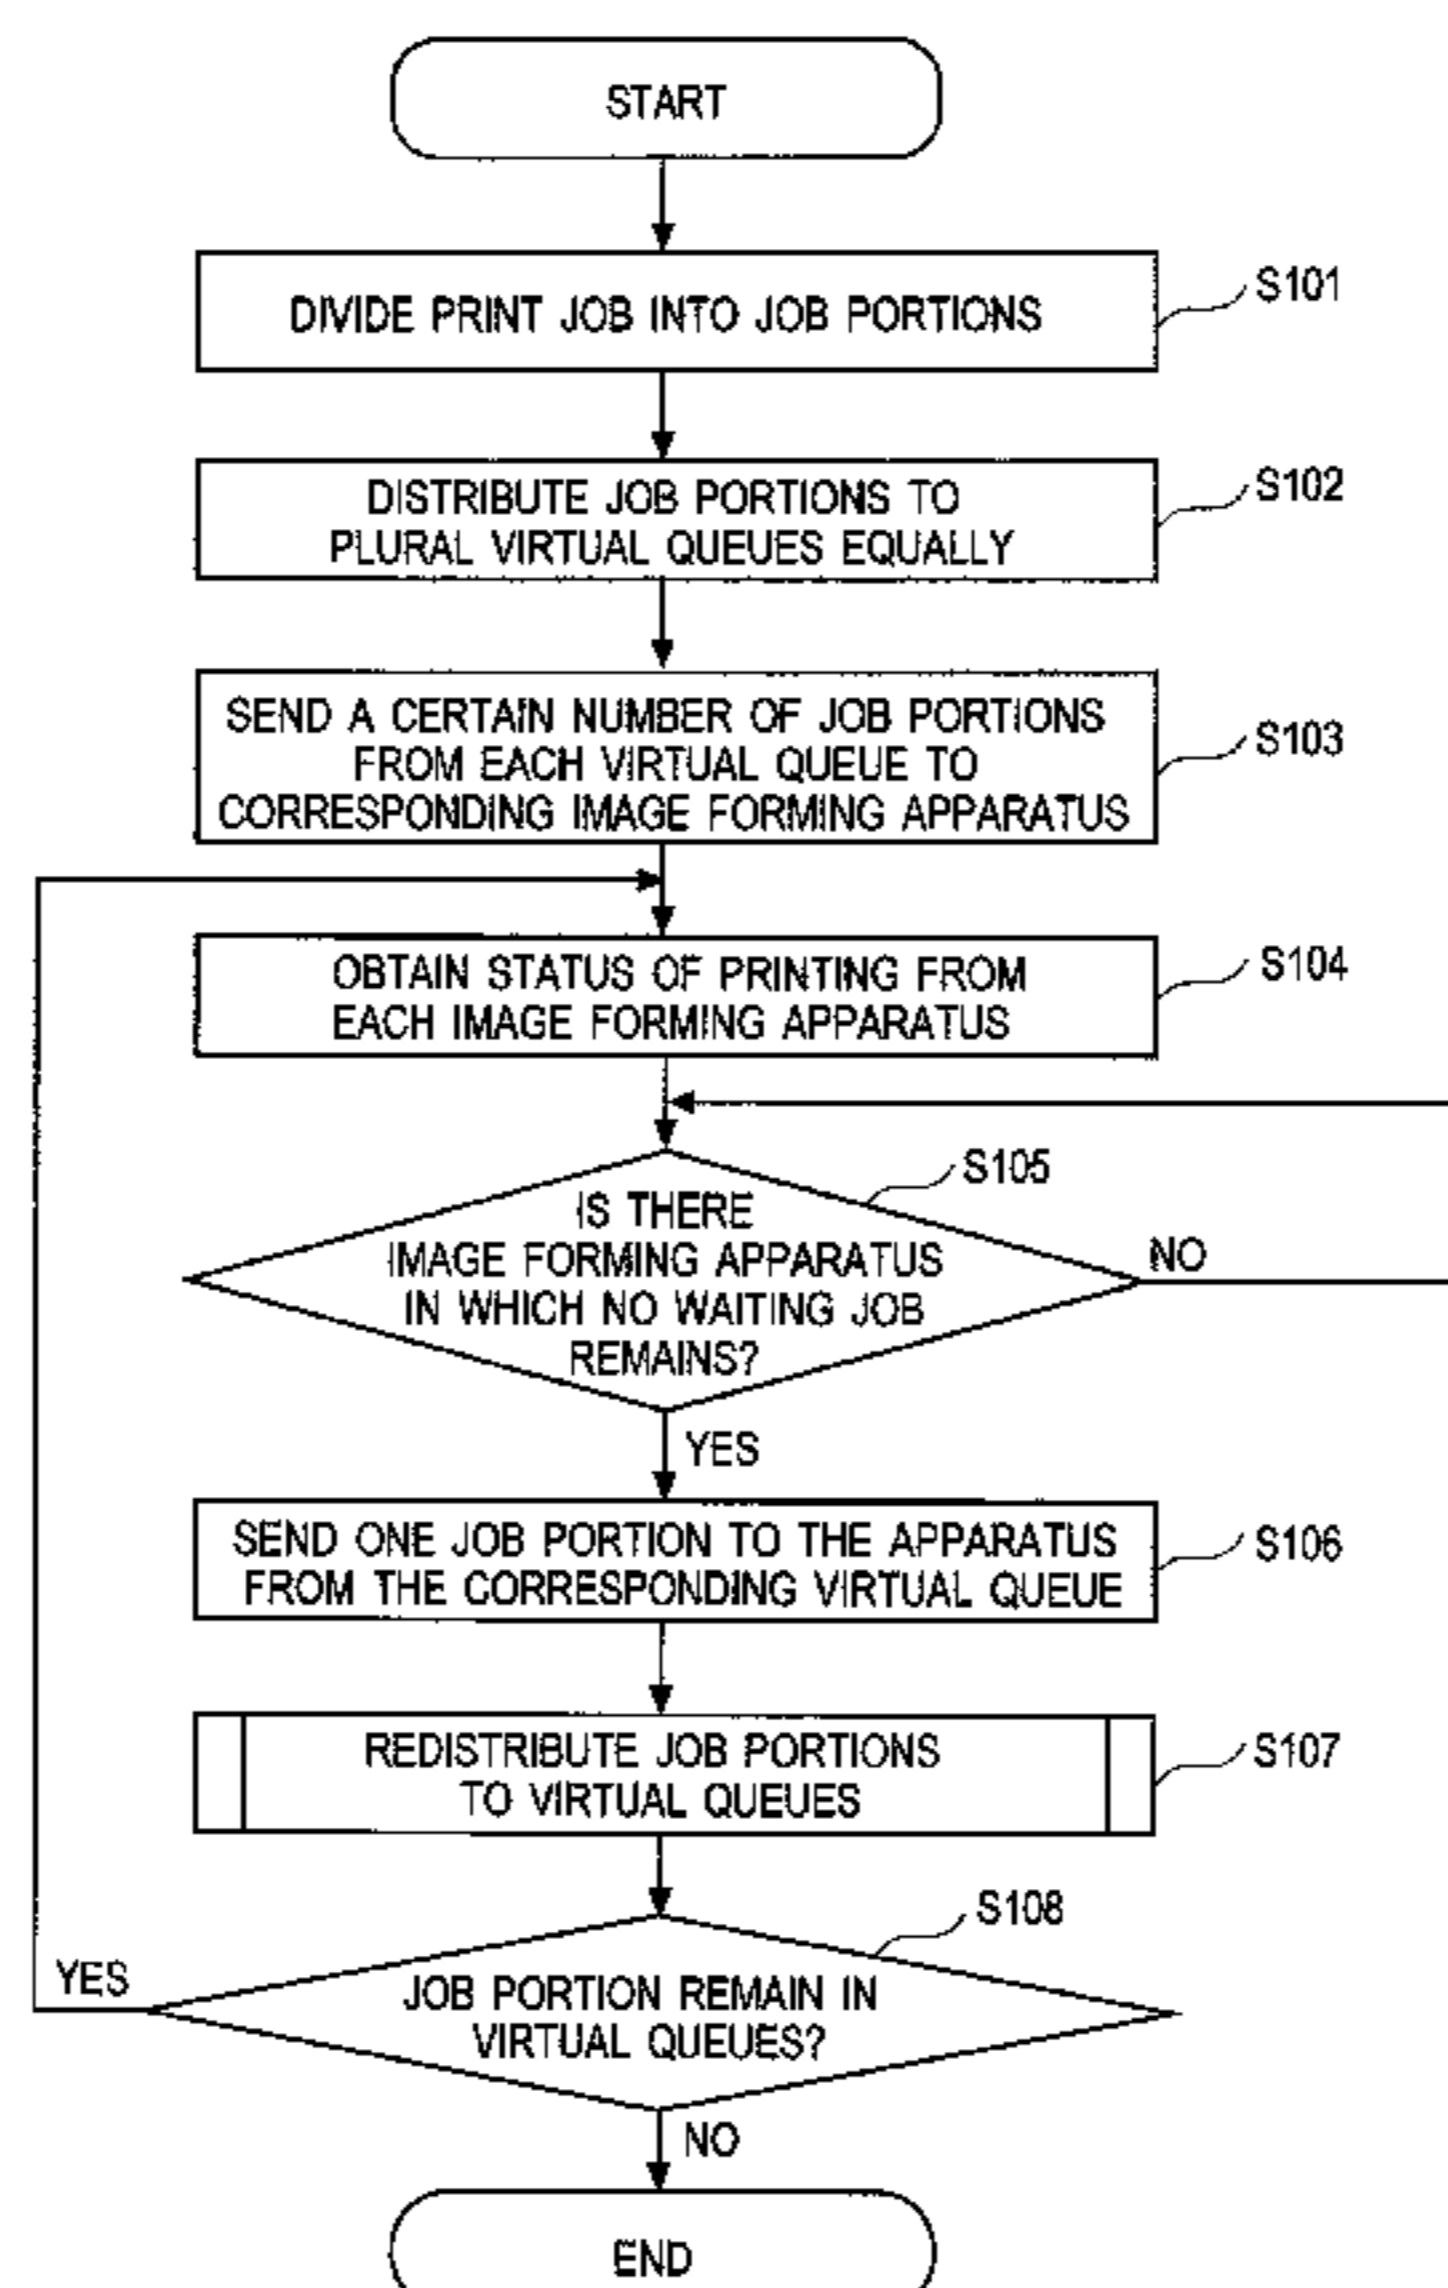 START
DIVIDE PRINT JOB INTO JOB PORTIONS
S101
DISTRIBUTE JOB PORTIONS TO
PLURAL VIRTUAL QUEUES EQUALLY
S102
SEND A CERTAIN NUMBER OF JOB PORTIONS
FROM EACH VIRTUAL QUEUE TO
CORRESPONDING IMAGE FORMING APPARATUS
S103
OBTAIN STATUS OF PRINTING FROM
EACH IMAGE FORMING APPARATUS
S104
S105
IS THERE
IMAGE FORMING APPARATUS
IN WHICH NO WAITING JOB
REMAINS?
NO
YES
SEND ONE JOB PORTION TO THE APPARATUS
FROM THE CORRESPONDING VIRTUAL QUEUE
S106
REDISTRIBUTE JOB PORTIONS
TO VIRTUAL QUEUES
S107
S108
YES
JOB PORTION REMAIN IN
VIRTUAL QUEUES?
NO
END